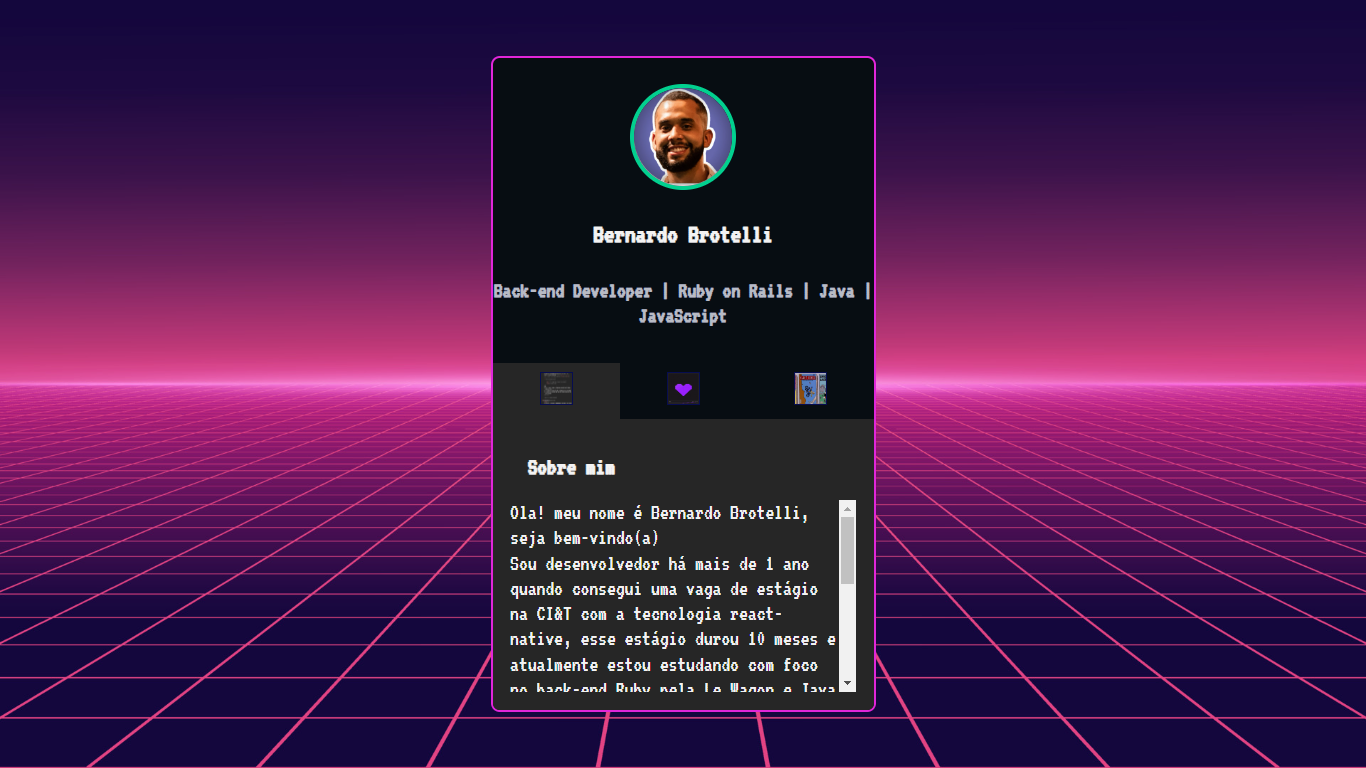 Bernardo Brotelli
Back-end Developer | Ruby on Rails | Java |
JavaScript
Sobre mim
Ola! meu nome é Bernardo Brotelli,
seja bem-vindo(a)
Sou desenvolvedor há mais de 1 ano
quando consegui uma vaga de estágio
na CI&T com a tecnologia react-
native, esse estágio durou 10 meses e
atualmente estou estudando com foco
no back-end Ruby pela Le Wagon e Java